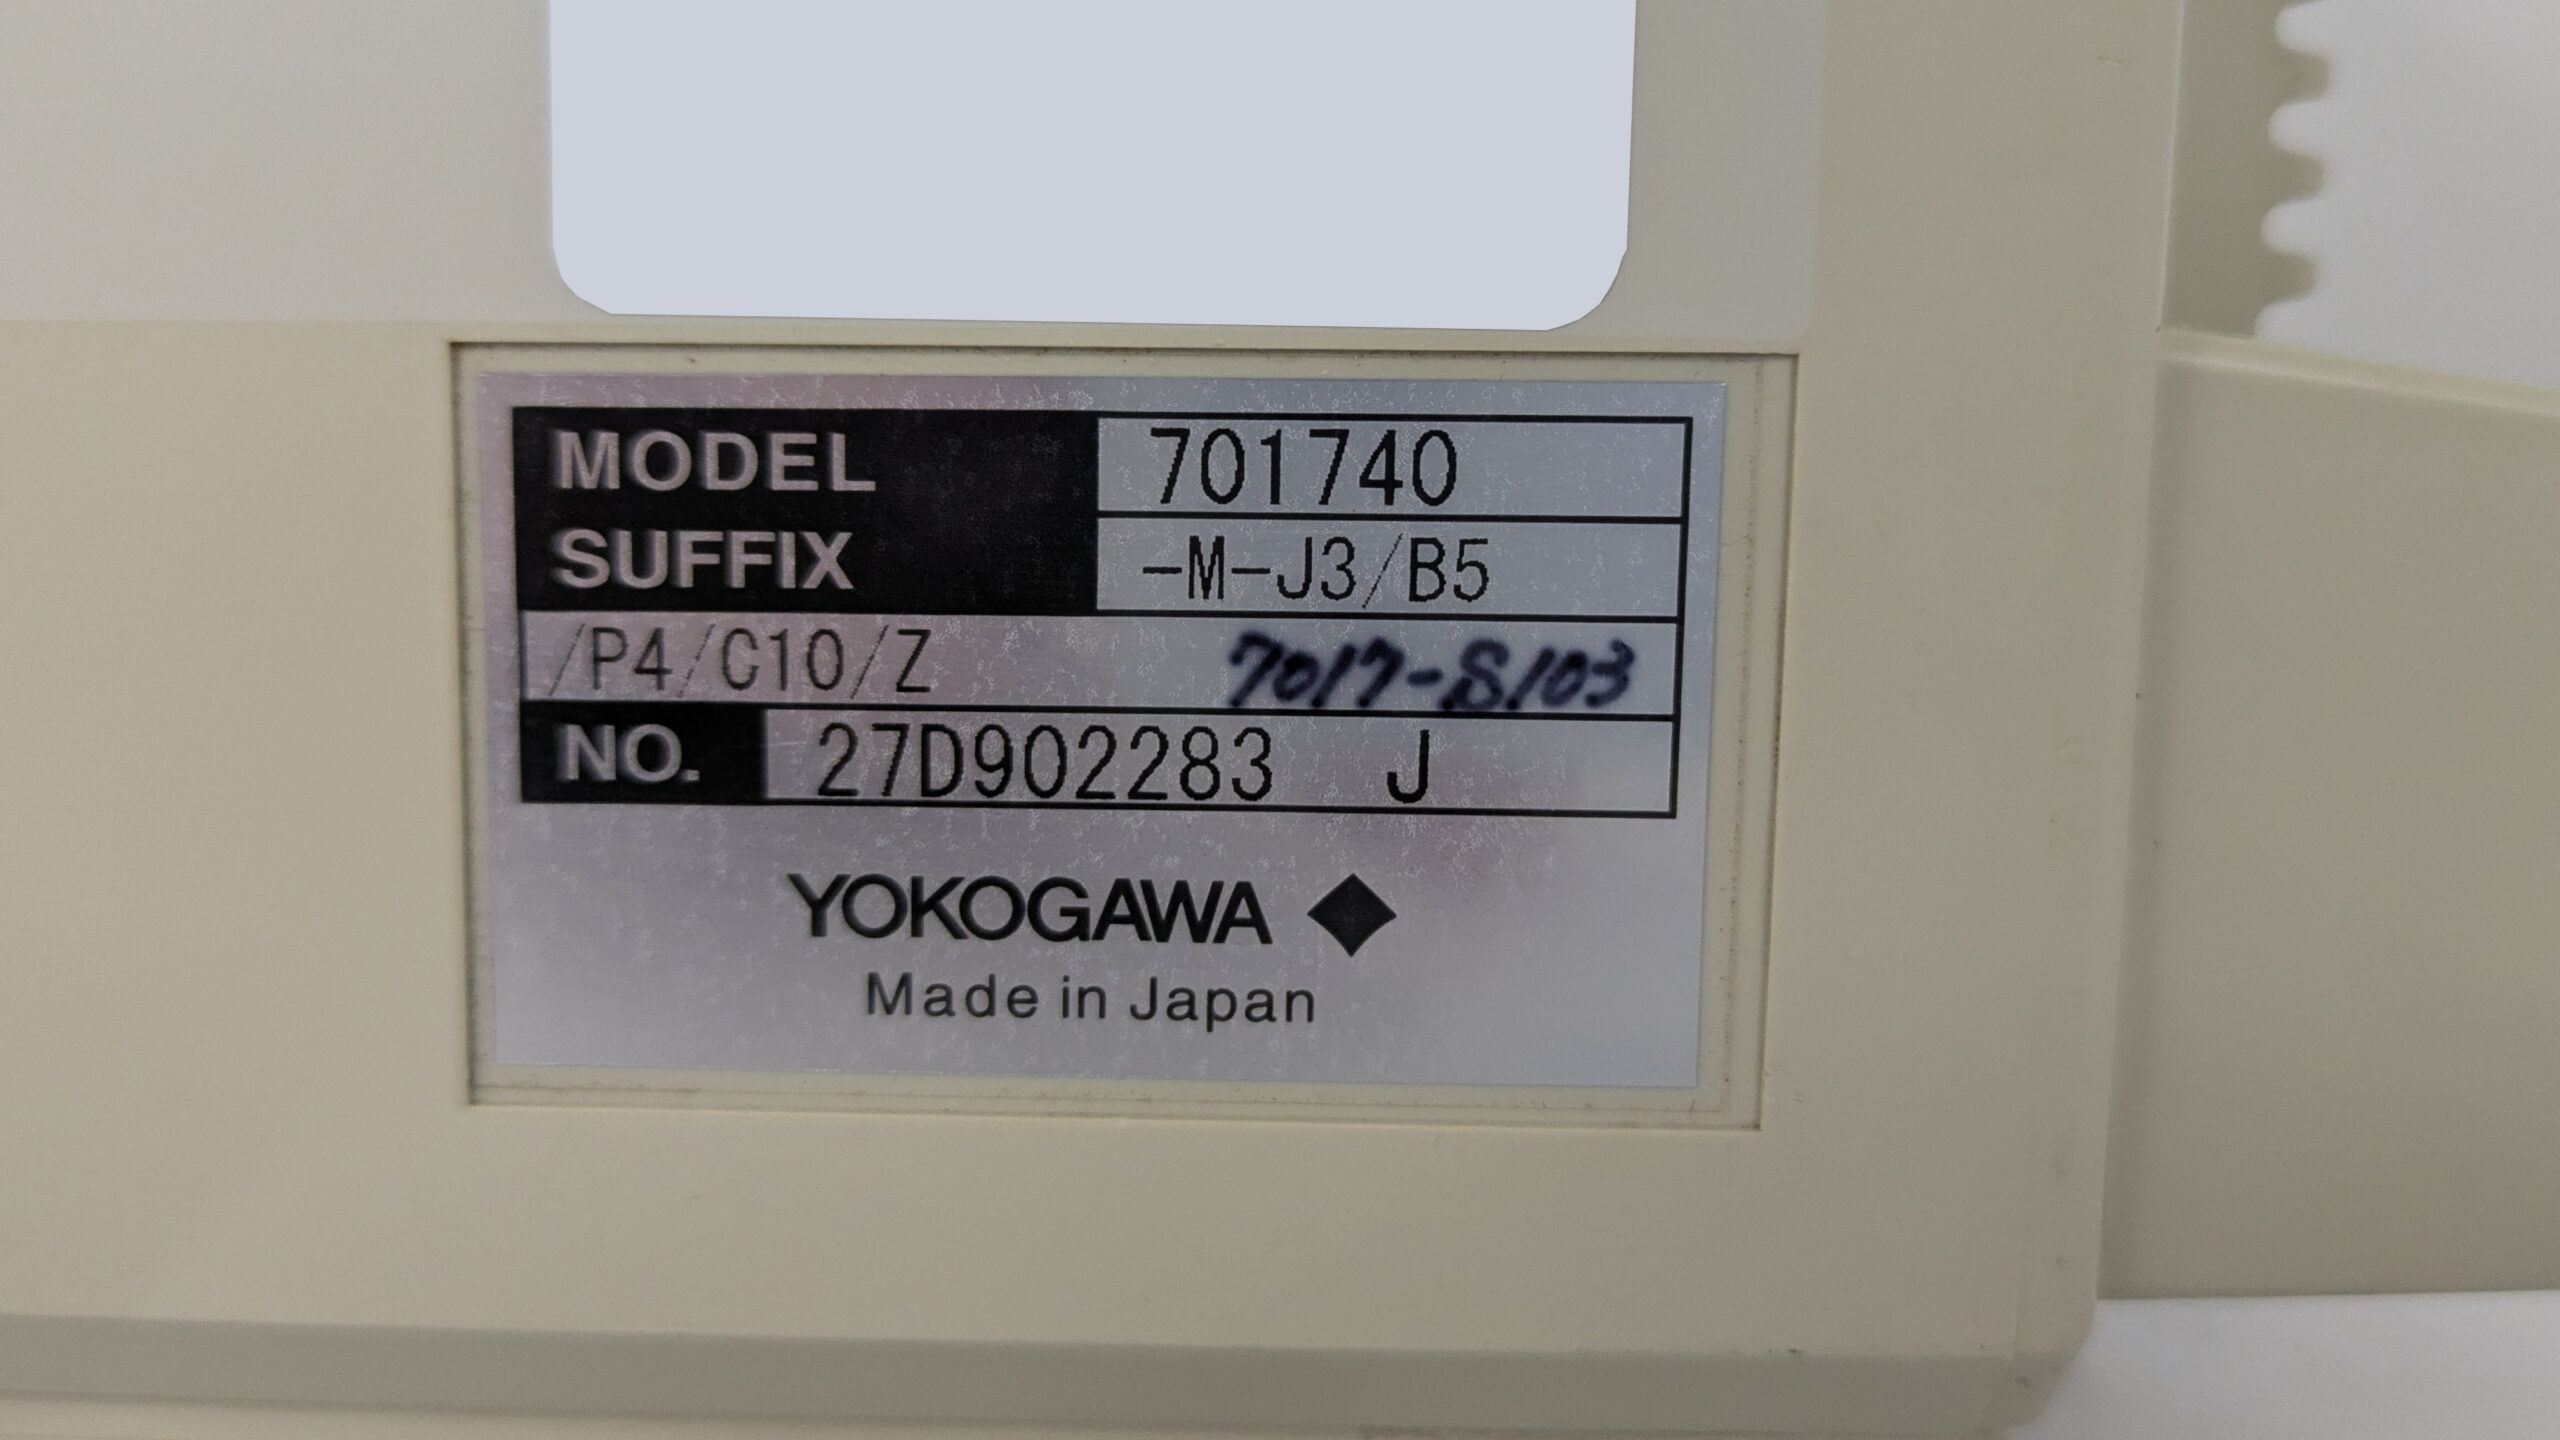 MODEL 701740
SUFFIX -M-J3/B5
/P4/C10/Z 7017-S103
NO. 27D902283 J
YOKOGAWA
Made in Japan